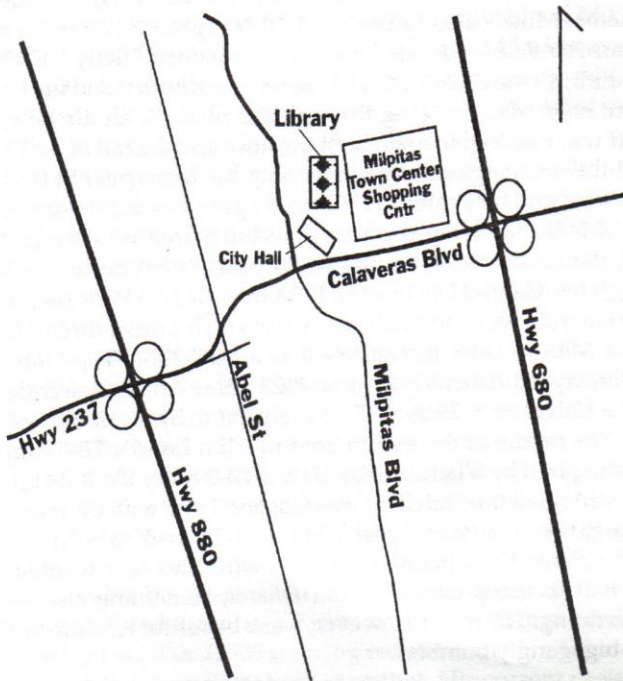 Library
Milpitas
Town Center
Shopping
Cntr
City Hall
Calaveras Blvd
Hwy 680
Hwy 237
Abel St
Milpitas Blvd
Hwy 880